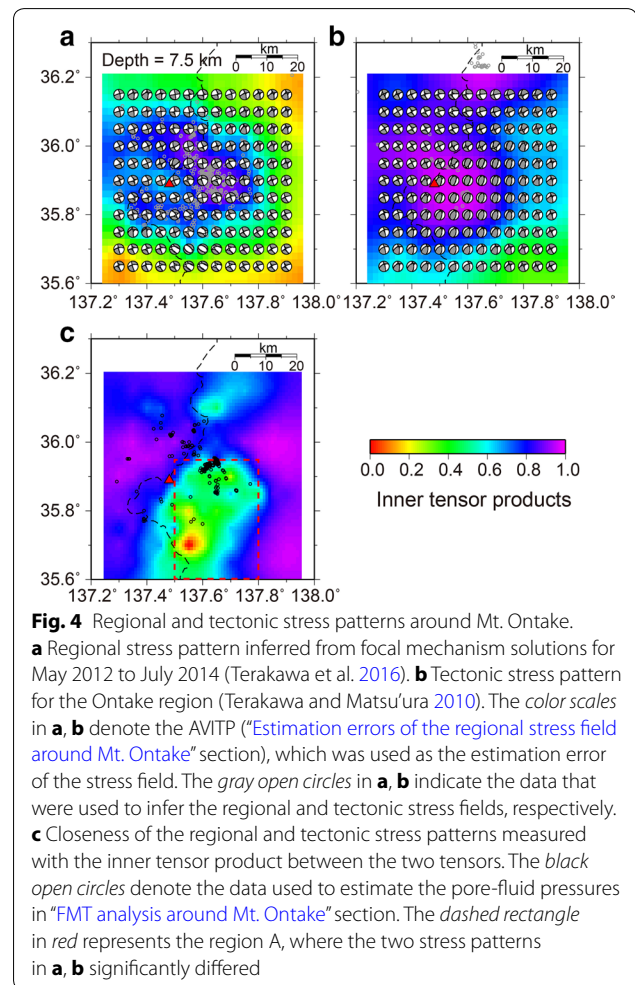 a
b
km
0 10 20
km
0 10 20
Depth = 7.5 km
36.2°
36.0°
35.8°
35.6°
137.2° 137.4° 137.6° 137.8° 138.0°
137.2° 137.4° 137.6° 137.8° 138.0°
c
km
0 10 20
36.2°
36.0°
35.8°
35.6°
137.2° 137.4° 137.6° 137.8° 138.0°
0.0 0.2 0.4 0.6 0.8 1.0
Inner tensor products
Fig. 4 Regional and tectonic stress patterns around Mt. Ontake.
a Regional stress pattern inferred from focal mechanism solutions for
May 2012 to July 2014 (Terakawa et al. 2016). b Tectonic stress pattern
for the Ontake region (Terakawa and Matsu'ura 2010). The color scales
in a, b denote the AVITP ("Estimation errors of the regional stress field
around Mt. Ontake" section), which was used as the estimation error
of the stress field. The gray open circles in a, b indicate the data that
were used to infer the regional and tectonic stress fields, respectively.
c Closeness of the regional and tectonic stress patterns measured
with the inner tensor product between the two tensors. The black
open circles denote the data used to estimate the pore-fluid pressures
in "FMT analysis around Mt. Ontake" section. The dashed rectangle
in red represents the region A, where the two stress patterns
in a, b significantly differed